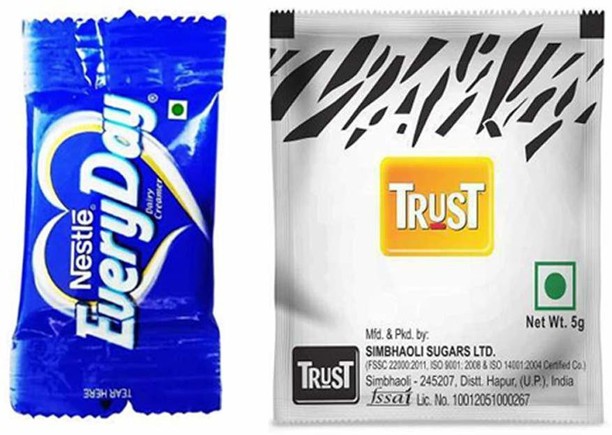 Nestlé
EveryDay®
Dairy
Creamer
TEAR HERE
TRUST
Net Wt. 5g
Mfd. & Pkd. by:
SIMBHAOLI SUGARS LTD.
(FSSC 22000:2011, ISO 9001: 2008 & ISO 14001:2004 Certified Co.)
Simbhaoli - 245207, Distt. Hapur, (U.P.), India
fssai Lic. No. 10012051000267
TRUST